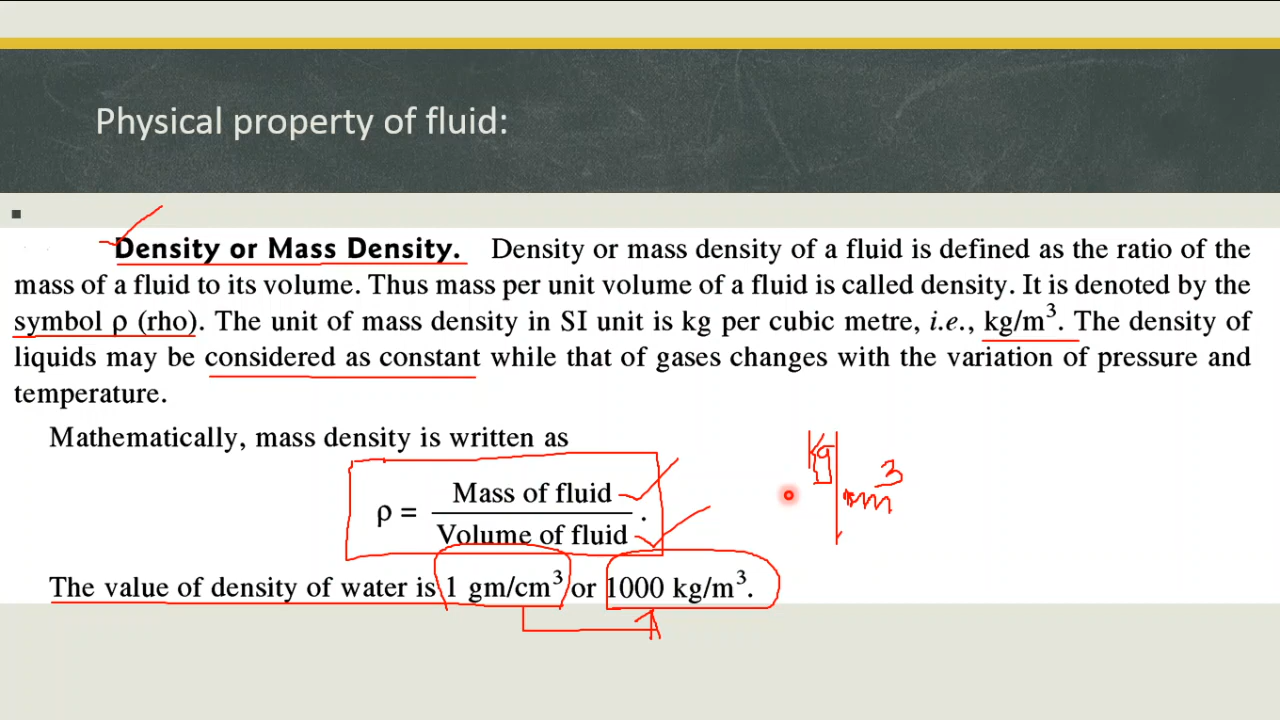 Physical property of fluid:
Density or Mass Density. Density or mass density of a fluid is defined as the ratio of the
mass of a fluid to its volume. Thus mass per unit volume of a fluid is called density. It is denoted by the
symbol ρ (rho). The unit of mass density in SI unit is kg per cubic metre, i.e., kg/m³. The density of
liquids may be considered as constant while that of gases changes with the variation of pressure and
temperature.
Mathematically, mass density is written as
ρ = Mass of fluid / Volume of fluid .
kg/m³
The value of density of water is 1 gm/cm³ or 1000 kg/m³.